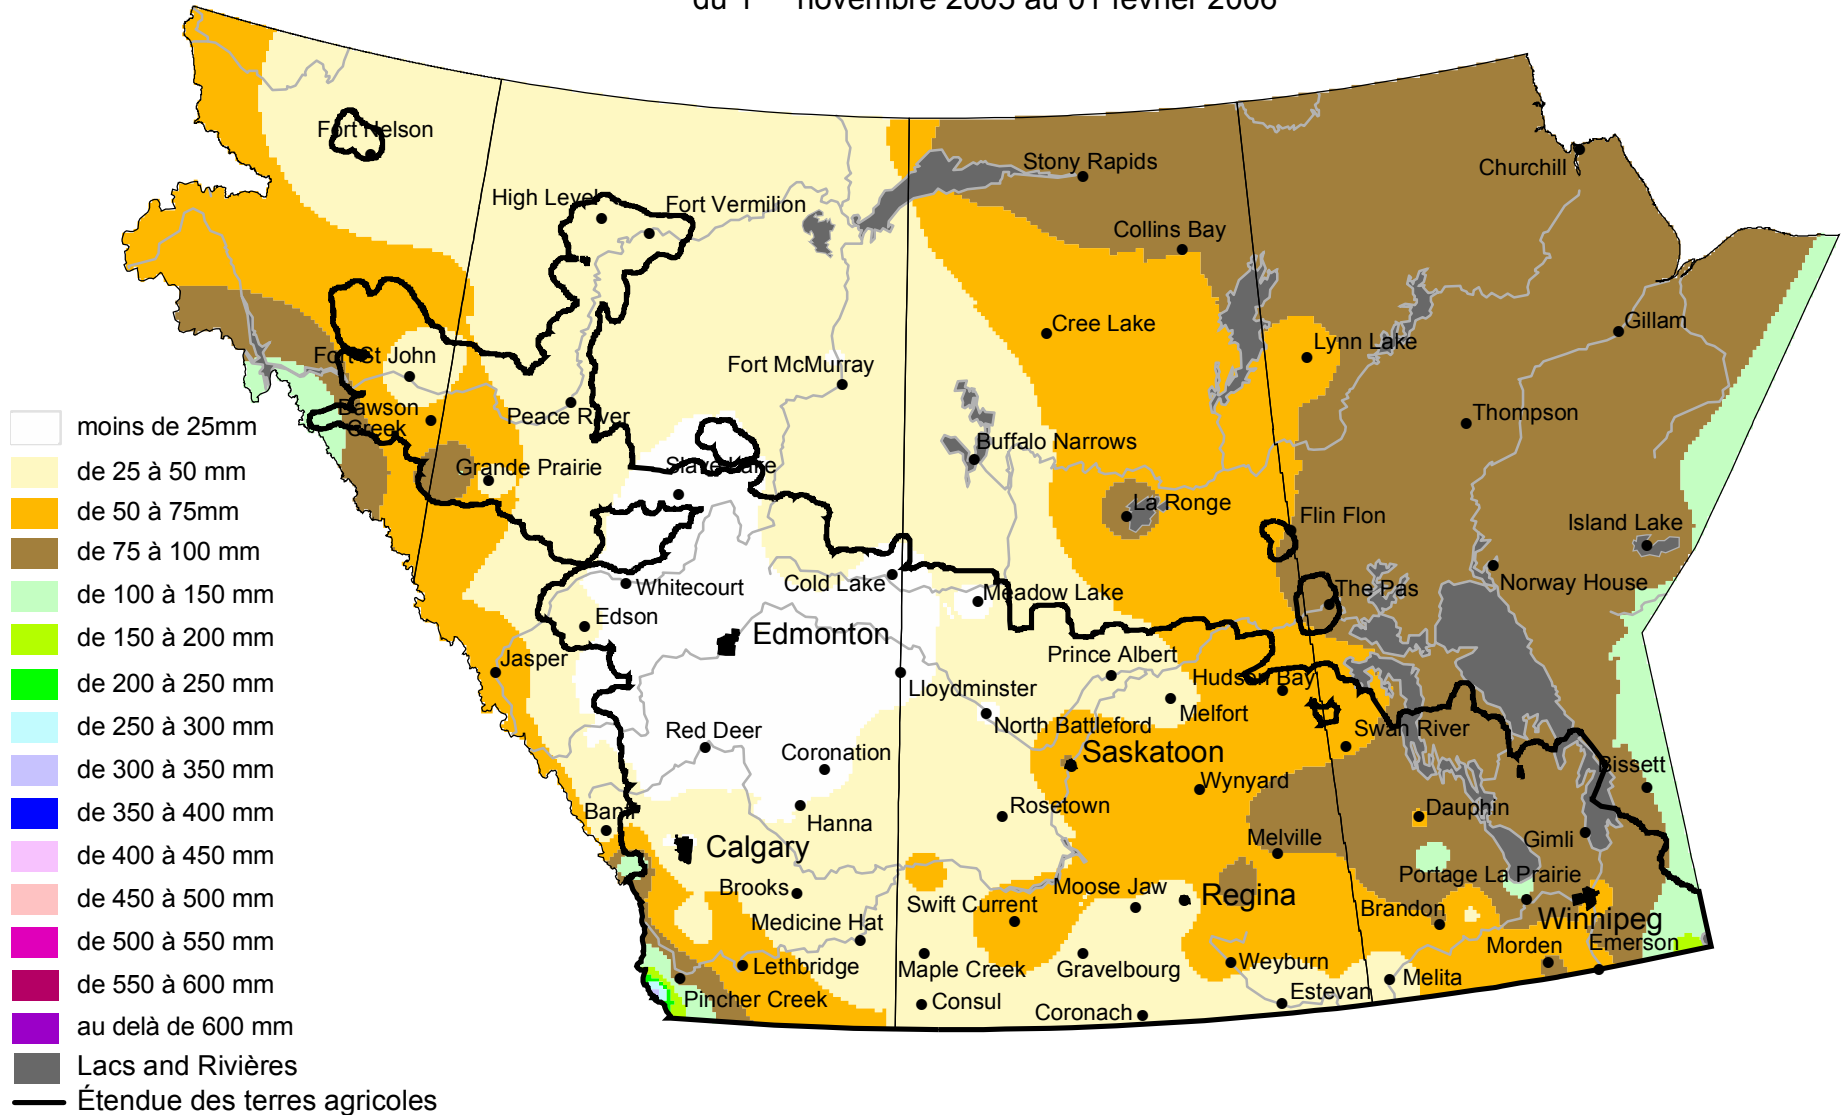 du 1 novembre 2005 au 01 février 2006
Fort Nelson
Churchill
Stony Rapids
High Level
Fort Vermilion
Collins Bay
Gillam
Cree Lake
Lynn Lake
Fort St John
Fort McMurray
Dawson
Creek
Peace River
Thompson
Buffalo Narrows
Grande Prairie
Slave Lake
La Ronge
Flin Flon
Island Lake
Whitecourt
Cold Lake
Meadow Lake
The Pas
Norway House
Edson
Edmonton
Jasper
Prince Albert
Hudson Bay
Lloydminster
Melfort
North Battleford
Red Deer
Swan River
Coronation
Saskatoon
Bissett
Wynyard
Banff
Hanna
Rosetown
Dauphin
Calgary
Melville
Gimli
Brooks
Moose Jaw
Regina
Portage La Prairie
Swift Current
Brandon
Winnipeg
Medicine Hat
Morden
Emerson
Lethbridge
Maple Creek
Gravelbourg
Weyburn
Melita
Pincher Creek
Consul
Estevan
Coronach
moins de 25mm
de 25 à 50 mm
de 50 à 75mm
de 75 à 100 mm
de 100 à 150 mm
de 150 à 200 mm
de 200 à 250 mm
de 250 à 300 mm
de 300 à 350 mm
de 350 à 400 mm
de 400 à 450 mm
de 450 à 500 mm
de 500 à 550 mm
de 550 à 600 mm
au delà de 600 mm
Lacs and Rivières
Étendue des terres agricoles